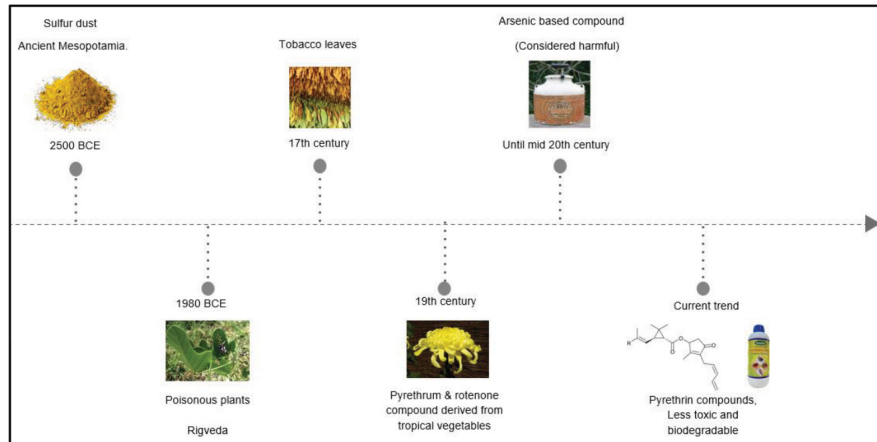 Sulfur dust
Ancient Mesopotamia.
2500 BCE
Tobacco leaves
17th century
Arsenic based compound
(Considered harmful)
Until mid 20th century
1980 BCE
Poisonous plants
Rigveda
19th century
Pyrethrum & rotenone
compound derived from
tropical vegetables
Current trend
R
O
O
O
Pyrethrin compounds,
Less toxic and
biodegradable